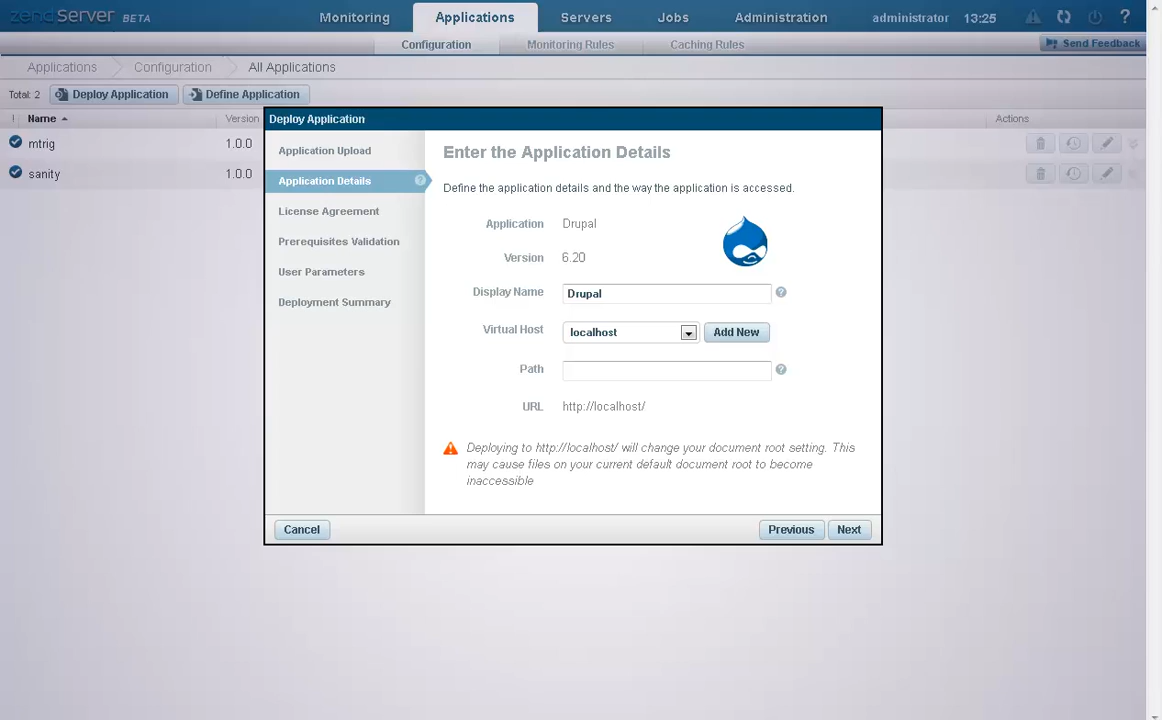 zend Server BETA
Monitoring Applications Servers Jobs Administration administrator 13:25 ?
Configuration Monitoring Rules Caching Rules Send Feedback
Applications Configuration All Applications
Total: 2 Deploy Application Define Application
Name Version Actions
mtrig 1.0.0
sanity 1.0.0
Deploy Application
Application Upload
Application Details ?
License Agreement
Prerequisites Validation
User Parameters
Deployment Summary
Enter the Application Details
Define the application details and the way the application is accessed.
Application Drupal
Version 6.20
Display Name Drupal ?
Virtual Host localhost Add New
Path ?
URL http://localhost/
Deploying to http://localhost/ will change your document root setting. This
may cause files on your current default document root to become
inaccessible
Cancel Previous Next